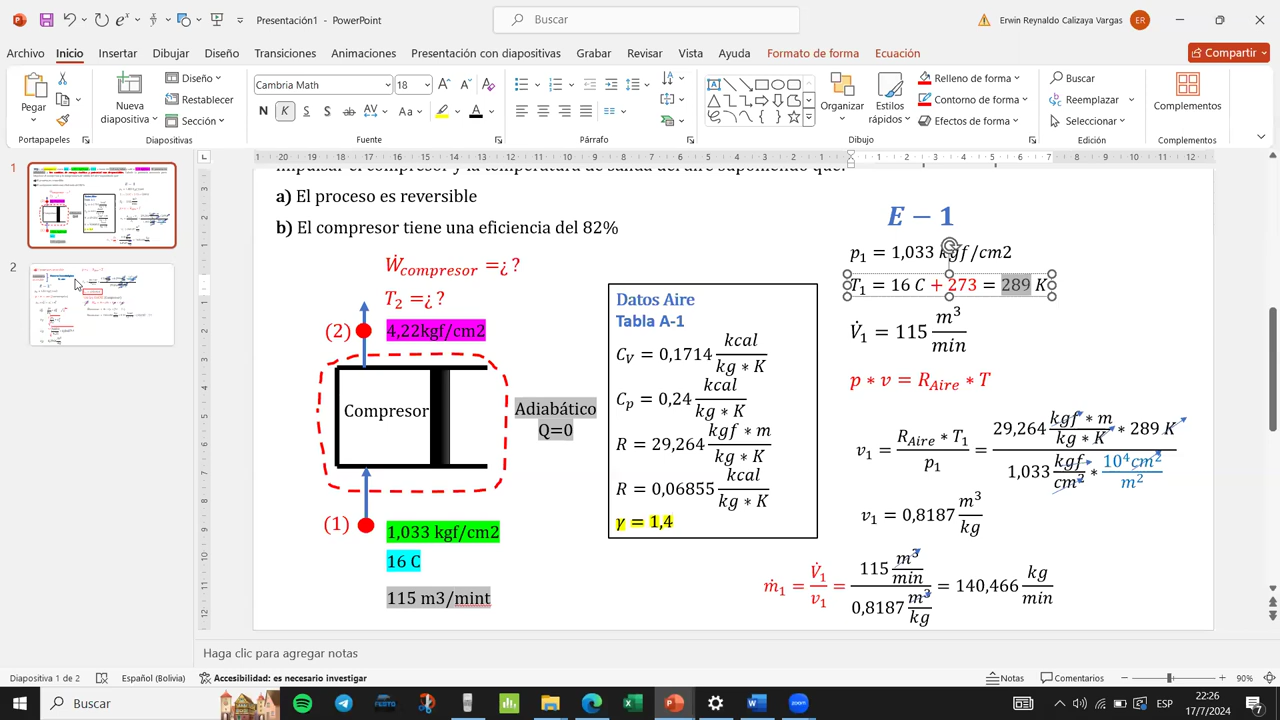 Presentación1 - PowerPoint
Buscar
Erwin Reynaldo Calizaya Vargas
ER
Archivo Inicio Insertar Dibujar Diseño Transiciones Animaciones Presentación con diapositivas Grabar Revisar Vista Ayuda Formato de forma Ecuación
Compartir
Pegar
Portapapeles
Nueva diapositiva
Diseño
Restablecer
Sección
Diapositivas
Cambria Math 18
N K S S ab AV Aa A
Fuente
Párrafo
Organizar
Estilos rápidos
Relleno de forma
Contorno de forma
Efectos de forma
Dibujo
Buscar
Reemplazar
Seleccionar
Edición
Complementos
Complementos
1
2
a) El proceso es reversible
b) El compresor tiene una eficiencia del 82%
Ẇcompresor =¿?
T2 =¿?
(2) 4,22kgf/cm2
Compresor
Adiabático
Q=0
(1) 1,033 kgf/cm2
16 C
115 m3/mint
Datos Aire
Tabla A-1
CV = 0,1714 kcal/(kg ∗ K)
Cp = 0,24 kcal/(kg ∗ K)
R = 29,264 (kgf ∗ m)/(kg ∗ K)
R = 0,06855 kcal/(kg ∗ K)
γ = 1,4
E − 1
p1 = 1,033 kgf/cm2
T1 = 16 C + 273 = 289 K
V̇1 = 115 m³/min
p ∗ v = RAire ∗ T
v1 = (RAire ∗ T1)/p1 = (29,264 (kgf ∗ m)/(kg ∗ K) ∗ 289 K)/(1,033 kgf/cm² ∗ 10⁴cm²/m²)
v1 = 0,8187 m³/kg
ṁ1 = V̇1/v1 = (115 m³/min)/(0,8187 m³/kg) = 140,466 kg/min
Haga clic para agregar notas
Diapositiva 1 de 2 Español (Bolivia) Accesibilidad: es necesario investigar
Notas Comentarios 90%
Buscar
ESP
22:26
17/7/2024
7